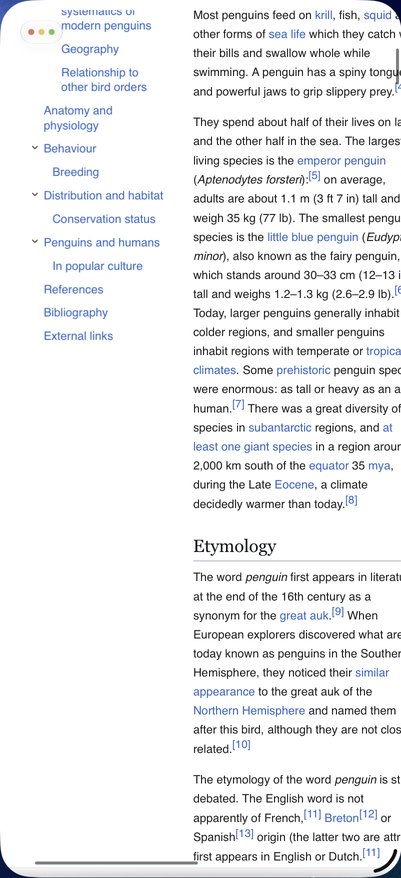 systematics of
modern penguins
Geography
Relationship to
other bird orders
Anatomy and
physiology
Behaviour
Breeding
Distribution and habitat
Conservation status
Penguins and humans
In popular culture
References
Bibliography
External links
Most penguins feed on krill, fish, squid
other forms of sea life which they catch
their bills and swallow whole while
swimming. A penguin has a spiny tongue
and powerful jaws to grip slippery prey.
They spend about half of their lives on
and the other half in the sea. The largest
living species is the emperor penguin
(Aptenodytes forsteri):[5] on average,
adults are about 1.1 m (3 ft 7 in) tall and
weigh 35 kg (77 lb). The smallest
species is the little blue penguin
minor), also known as the fairy penguin,
which stands around 30–33 cm (12–13
tall and weighs 1.2–1.3 kg (2.6–2.9 lb).
Today, larger penguins generally inhabit
colder regions, and smaller penguins
inhabit regions with temperate or
climates. Some prehistoric penguin
were enormous: as tall or heavy as an
human.[7] There was a great diversity of
species in subantarctic regions, and at
least one giant species in a region
2,000 km south of the equator 35 mya,
during the Late Eocene, a climate
decidedly warmer than today.[8]
Etymology
The word penguin first appears in
at the end of the 16th century as a
synonym for the great auk.[9] When
European explorers discovered what are
today known as penguins in the
Hemisphere, they noticed their similar
appearance to the great auk of the
Northern Hemisphere and named them
after this bird, although they are not
related.[10]
The etymology of the word penguin is
debated. The English word is not
apparently of French,[11] Breton[12] or
Spanish[13] origin (the latter two are
first appears in English or Dutch.[11]